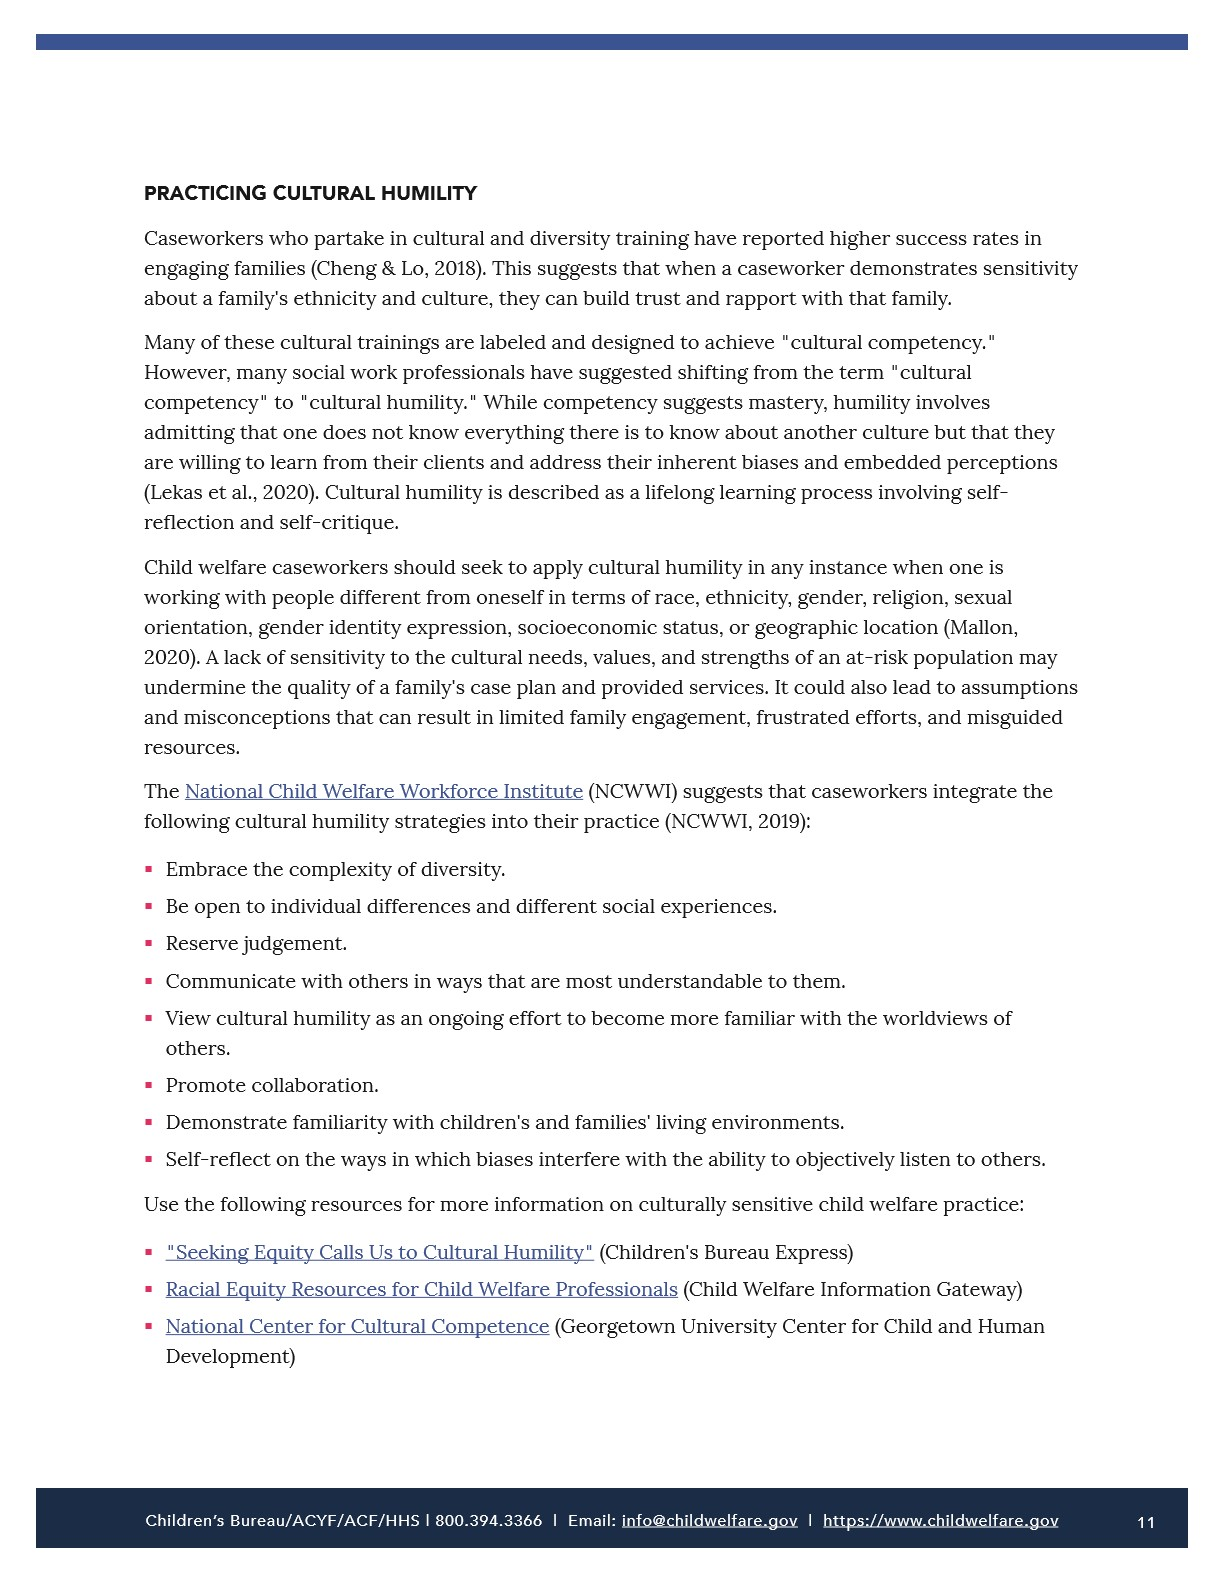 PRACTICING CULTURAL HUMILITY
Caseworkers who partake in cultural and diversity training have reported higher success rates in
engaging families (Cheng & Lo, 2018). This suggests that when a caseworker demonstrates sensitivity
about a family's ethnicity and culture, they can build trust and rapport with that family.
Many of these cultural trainings are labeled and designed to achieve "cultural competency."
However, many social work professionals have suggested shifting from the term "cultural
competency" to "cultural humility." While competency suggests mastery, humility involves
admitting that one does not know everything there is to know about another culture but that they
are willing to learn from their clients and address their inherent biases and embedded perceptions
(Lekas et al., 2020). Cultural humility is described as a lifelong learning process involving self-
reflection and self-critique.
Child welfare caseworkers should seek to apply cultural humility in any instance when one is
working with people different from oneself in terms of race, ethnicity, gender, religion, sexual
orientation, gender identity expression, socioeconomic status, or geographic location (Mallon,
2020). A lack of sensitivity to the cultural needs, values, and strengths of an at-risk population may
undermine the quality of a family's case plan and provided services. It could also lead to assumptions
and misconceptions that can result in limited family engagement, frustrated efforts, and misguided
resources.
The National Child Welfare Workforce Institute (NCWWI) suggests that caseworkers integrate the
following cultural humility strategies into their practice (NCWWI, 2019):
▪ Embrace the complexity of diversity.
▪ Be open to individual differences and different social experiences.
▪ Reserve judgement.
▪ Communicate with others in ways that are most understandable to them.
▪ View cultural humility as an ongoing effort to become more familiar with the worldviews of
others.
▪ Promote collaboration.
▪ Demonstrate familiarity with children's and families' living environments.
▪ Self-reflect on the ways in which biases interfere with the ability to objectively listen to others.
Use the following resources for more information on culturally sensitive child welfare practice:
▪ "Seeking Equity Calls Us to Cultural Humility" (Children's Bureau Express)
▪ Racial Equity Resources for Child Welfare Professionals (Child Welfare Information Gateway)
▪ National Center for Cultural Competence (Georgetown University Center for Child and Human
Development)
Children’s Bureau/ACYF/ACF/HHS | 800.394.3366 | Email: info@childwelfare.gov | https://www.childwelfare.gov 11